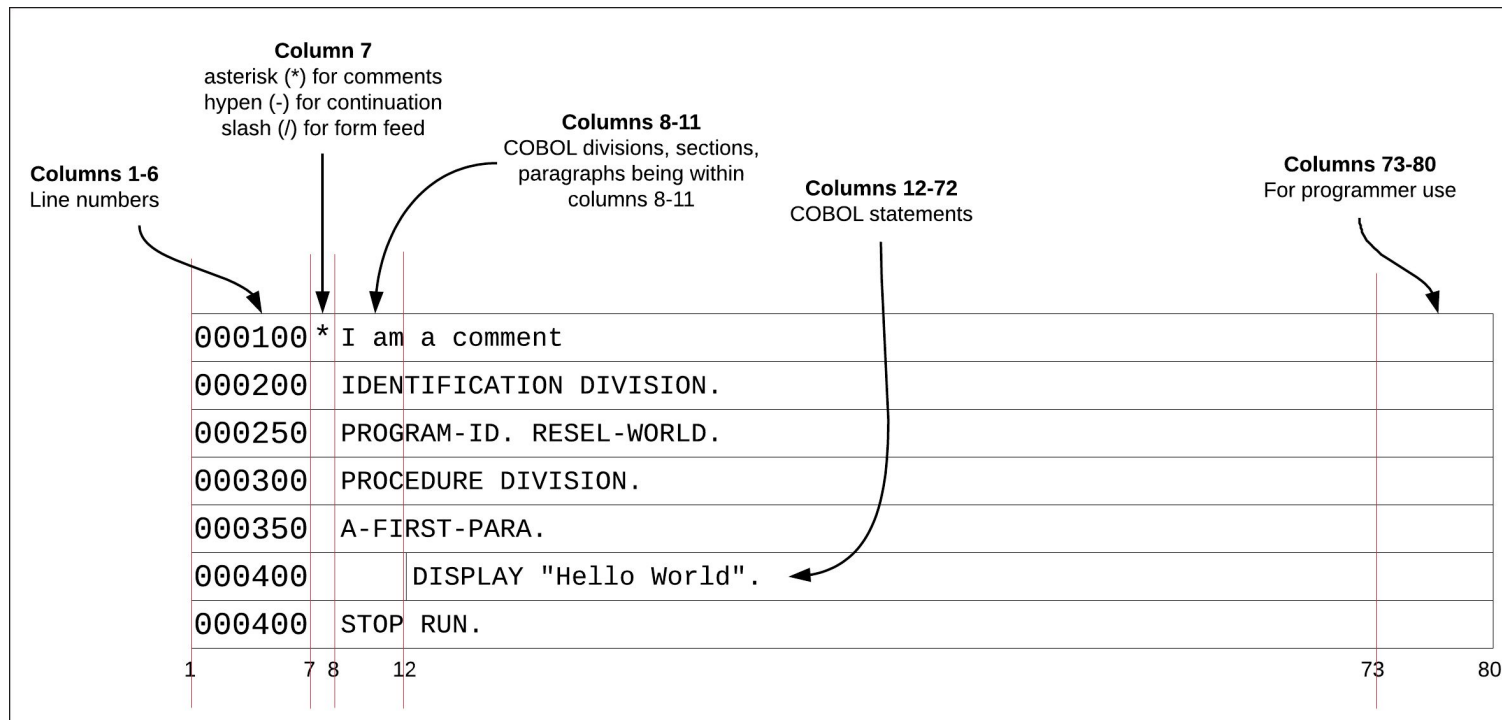 Column 7
asterisk (*) for comments
hypen (-) for continuation
slash (/) for form feed
Columns 8-11
COBOL divisions, sections,
paragraphs being within
columns 8-11
Columns 1-6
Line numbers
Columns 12-72
COBOL statements
Columns 73-80
For programmer use
000100 * I am a comment
000200 IDENTIFICATION DIVISION.
000250 PROGRAM-ID. RESEL-WORLD.
000300 PROCEDURE DIVISION.
000350 A-FIRST-PARA.
000400 DISPLAY "Hello World".
000400 STOP RUN.
1 7 8 12 73 80